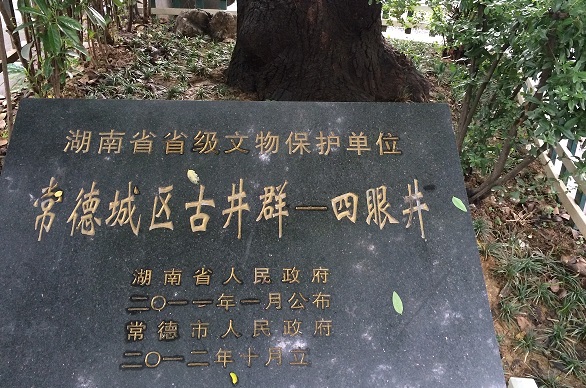 湖南省省级文物保护单位
常德城区古井群—四眼井
湖南省人民政府
二〇一一年一月公布
常德市人民政府
二〇一二年十月立